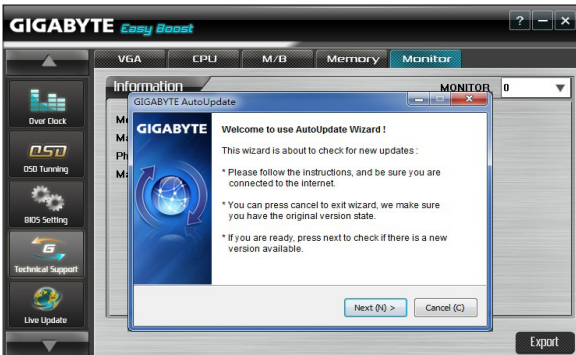 GIGABYTE Easy Boost
? – ×
VGA CPU M/B Memory Monitor
Information
MONITOR 0
GIGABYTE AutoUpdate
GIGABYTE
Welcome to use AutoUpdate Wizard !
This wizard is about to check for new updates :
* Please follow the instructions, and be sure you are
connected to the internet.
* You can press cancel to exit wizard, we make sure
you have the original version state.
* If you are ready, press next to check if there is a new
version available.
Next (N) >
Cancel (C)
Over Clock
OSD
OSD Tunning
BIOS Setting
G
Technical Support
Live Update
Export